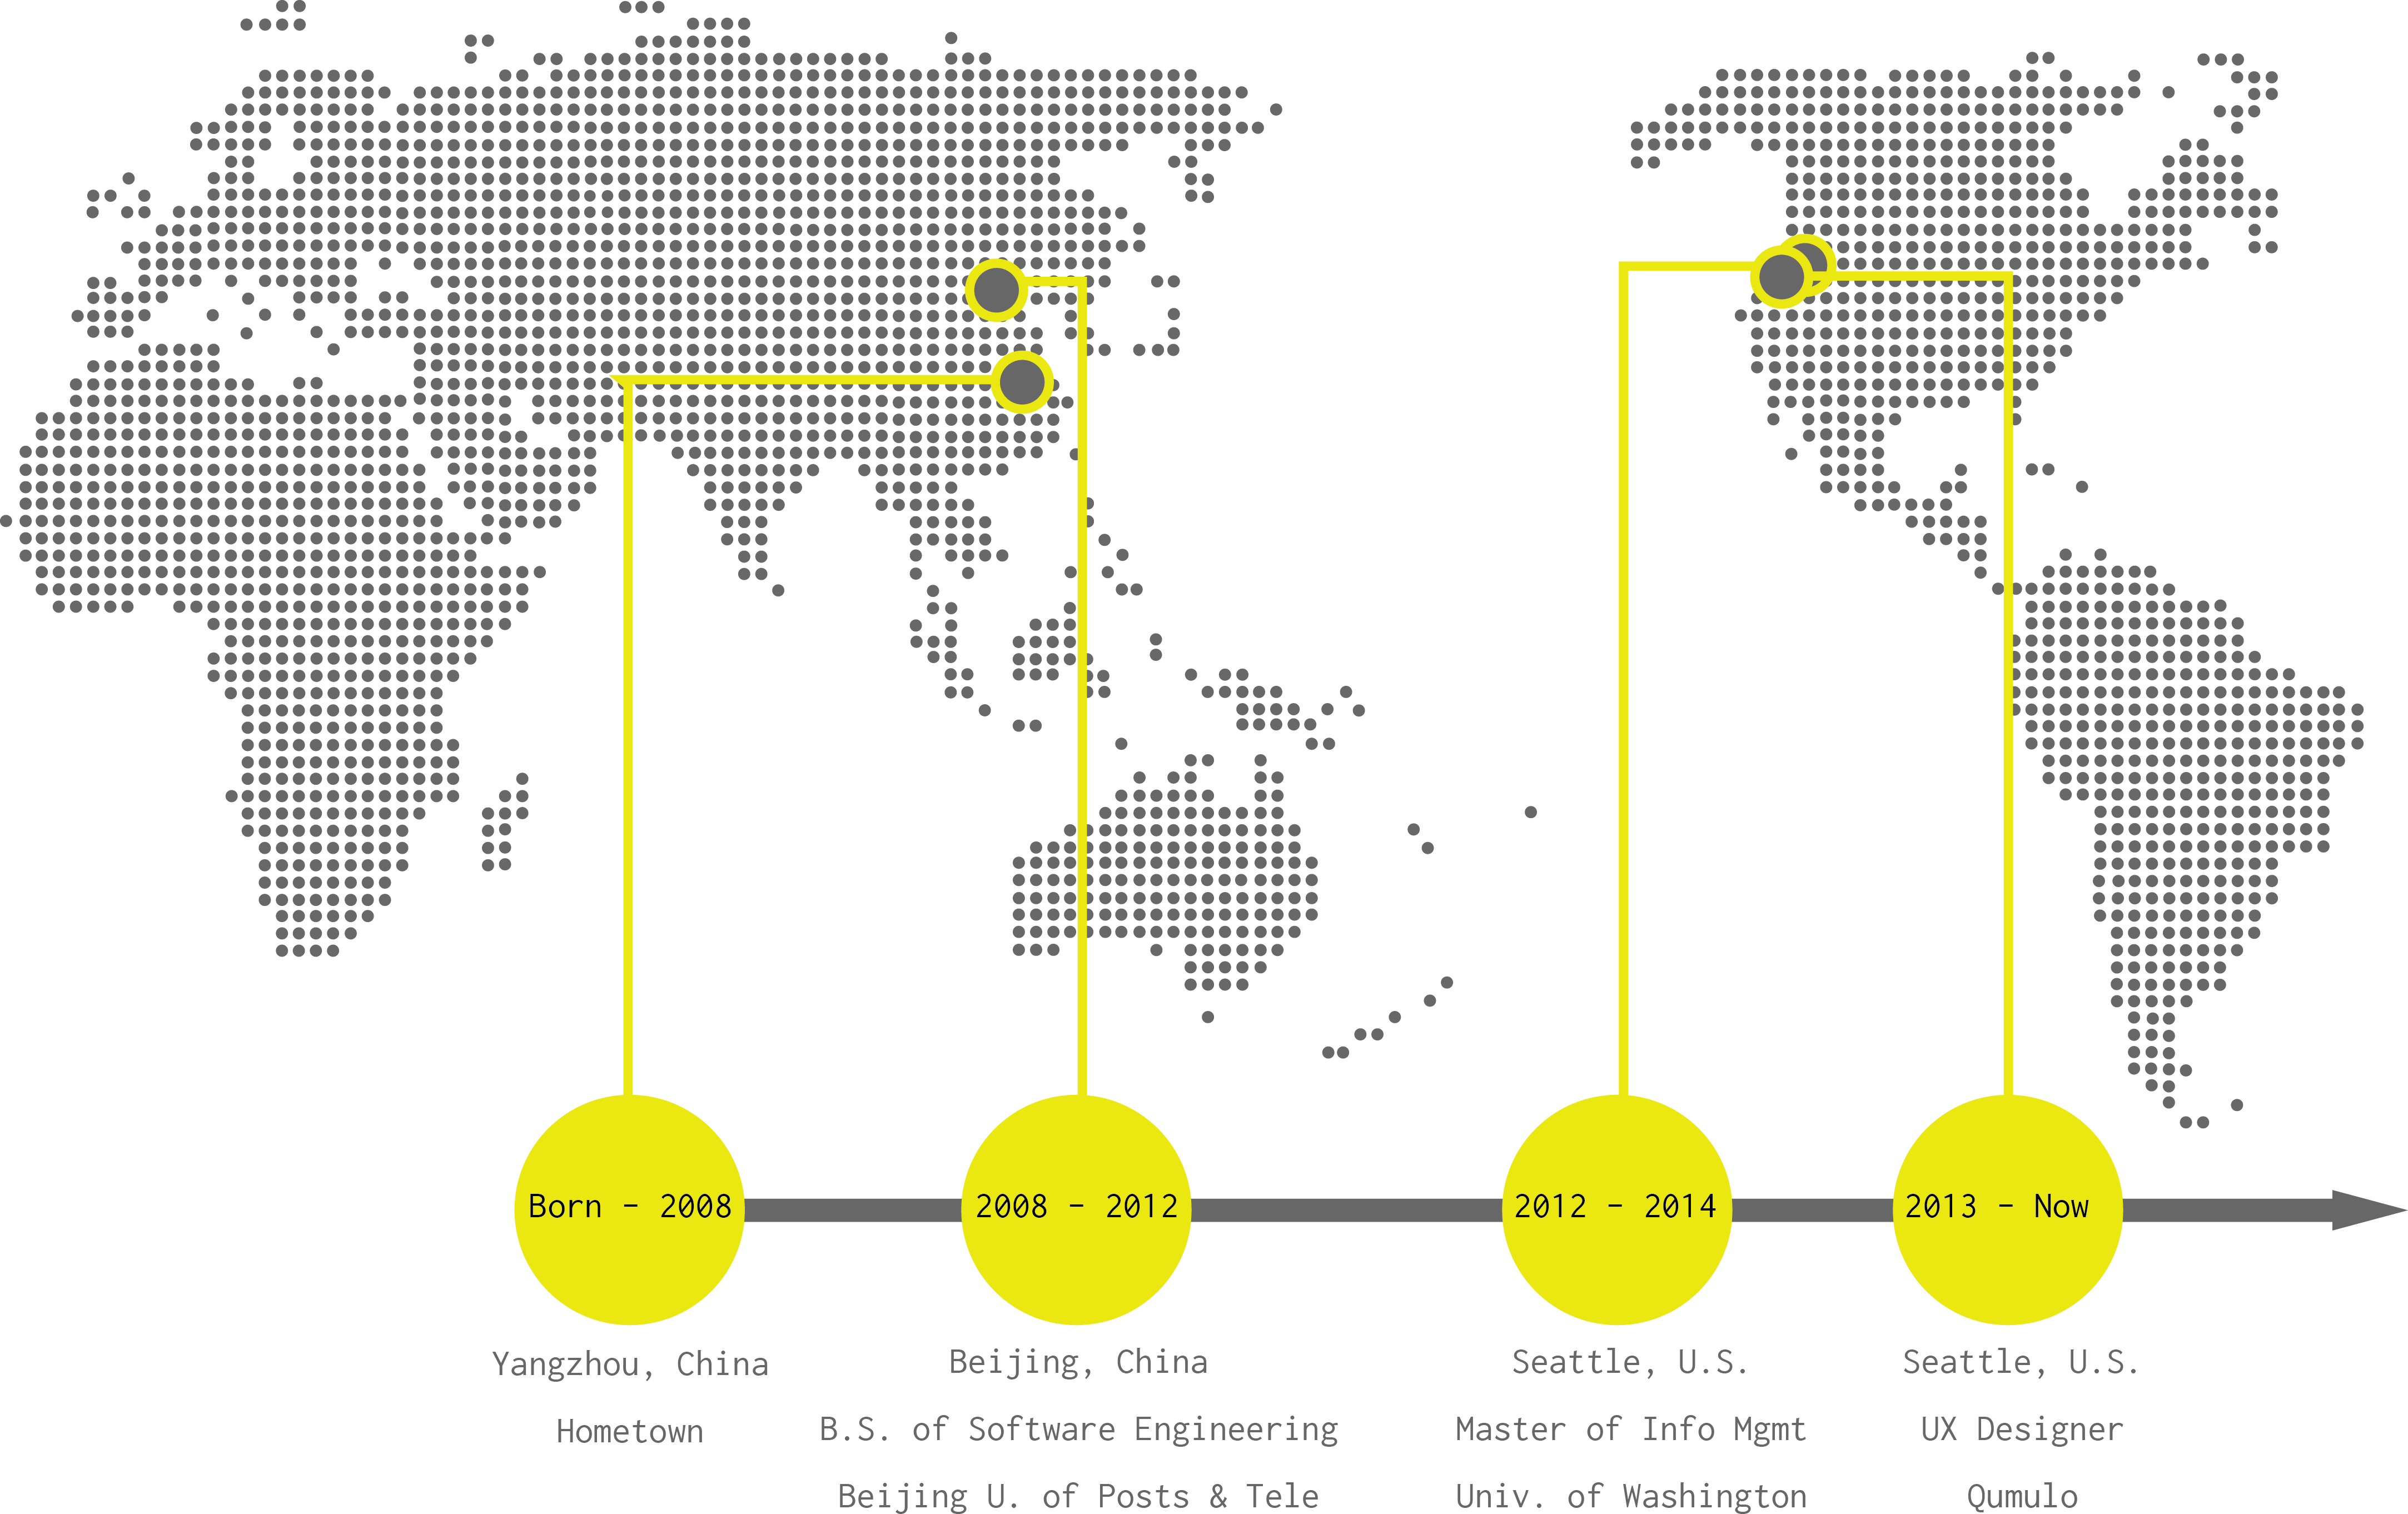 Born - 2008
2008 - 2012
2012 - 2014
2013 - Now
Yangzhou, China
Hometown
Beijing, China
B.S. of Software Engineering
Beijing U. of Posts & Tele
Seattle, U.S.
Master of Info Mgmt
Univ. of Washington
Seattle, U.S.
UX Designer
Qumulo